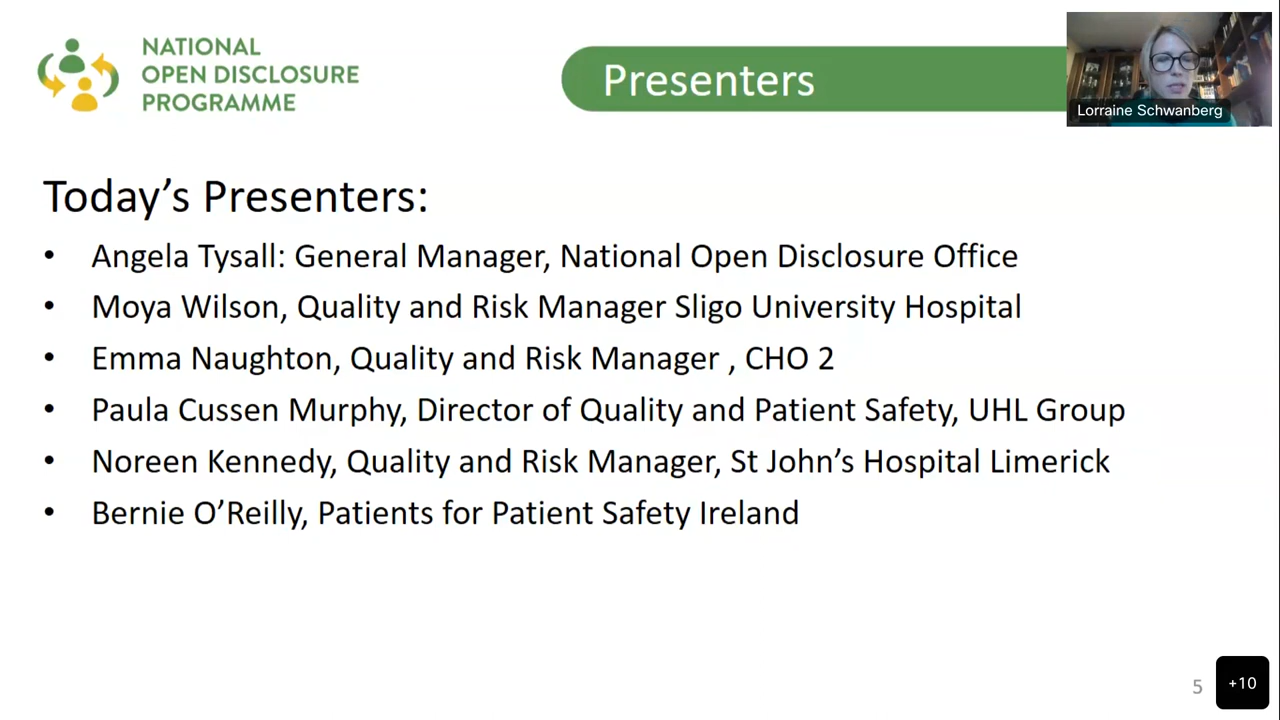 NATIONAL
OPEN DISCLOSURE
PROGRAMME
Presenters
Lorraine Schwanberg
Today’s Presenters:
• Angela Tysall: General Manager, National Open Disclosure Office
• Moya Wilson, Quality and Risk Manager Sligo University Hospital
• Emma Naughton, Quality and Risk Manager , CHO 2
• Paula Cussen Murphy, Director of Quality and Patient Safety, UHL Group
• Noreen Kennedy, Quality and Risk Manager, St John’s Hospital Limerick
• Bernie O’Reilly, Patients for Patient Safety Ireland
5
+10